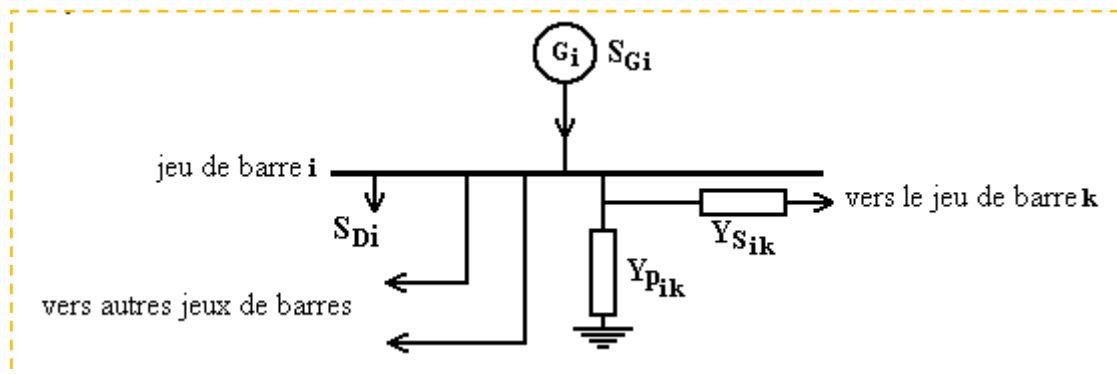 Gi SGi
jeu de barre i
vers le jeu de barre k
SDi
YSik
YPik
vers autres jeux de barres